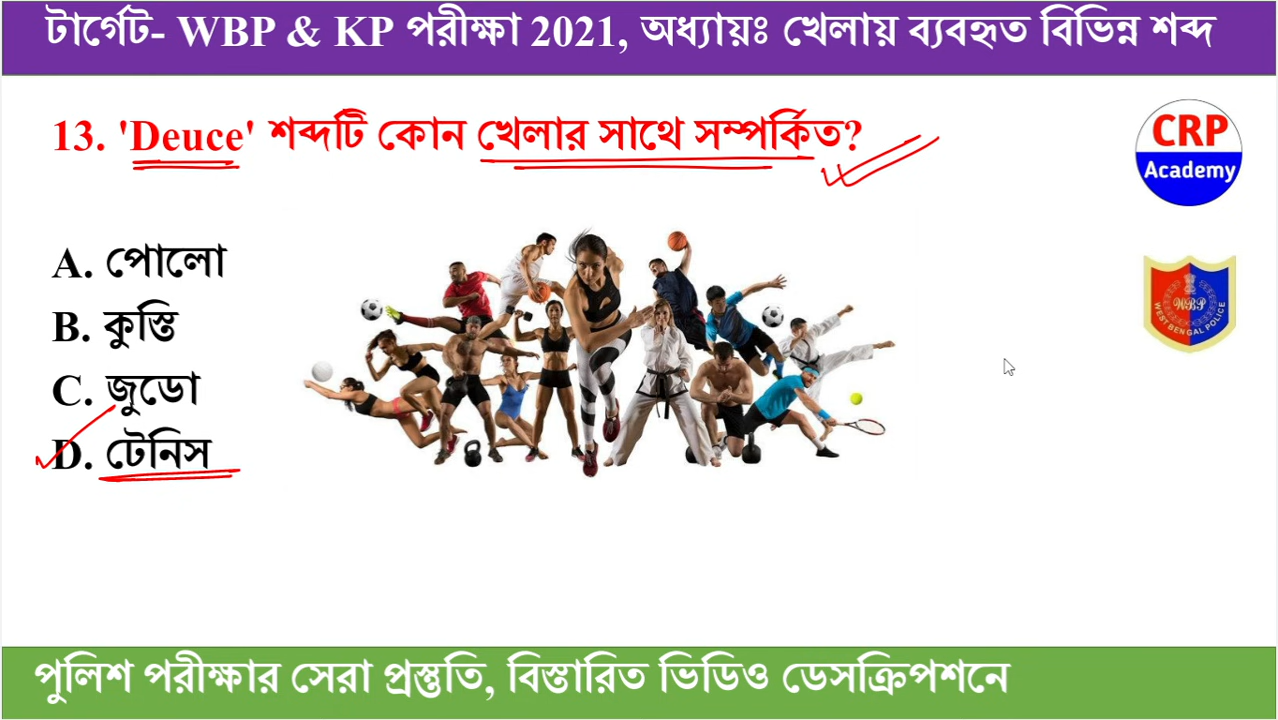 টার্গেট- WBP & KP পরীক্ষা 2021, অধ্যায়ঃ খেলায় ব্যবহৃত বিভিন্ন শব্দ
13. 'Deuce' শব্দটি কোন খেলার সাথে সম্পর্কিত?
CRP
Academy
A. পোলো
B. কুস্তি
C. জুডো
D. টেনিস
WBP
WEST BENGAL POLICE
পুলিশ পরীক্ষার সেরা প্রস্তুতি, বিস্তারিত ভিডিও ডেসক্রিপশনে